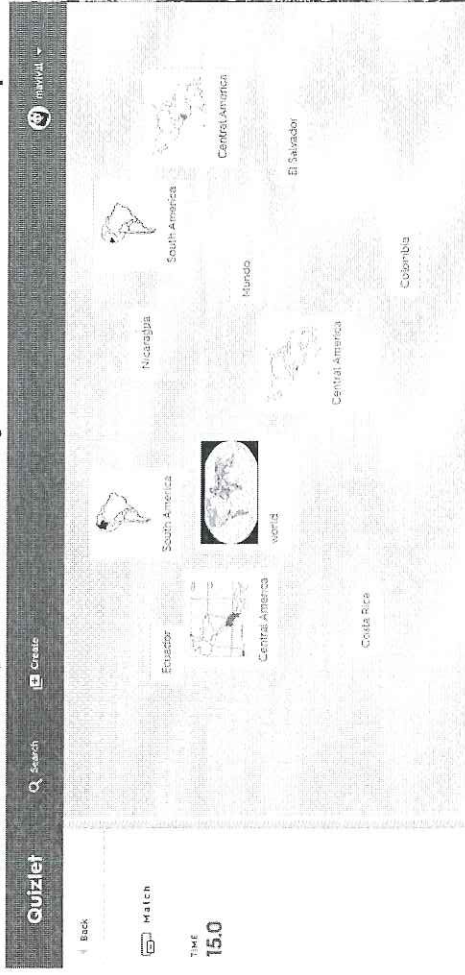 Quizlet
Search
Create
mavival
Back
Match
TIME
15.0
Ecuador
South America
Nicaragua
South America
Central America
world
Mundo
Central America
Central America
El Salvador
Costa Rica
Colombia